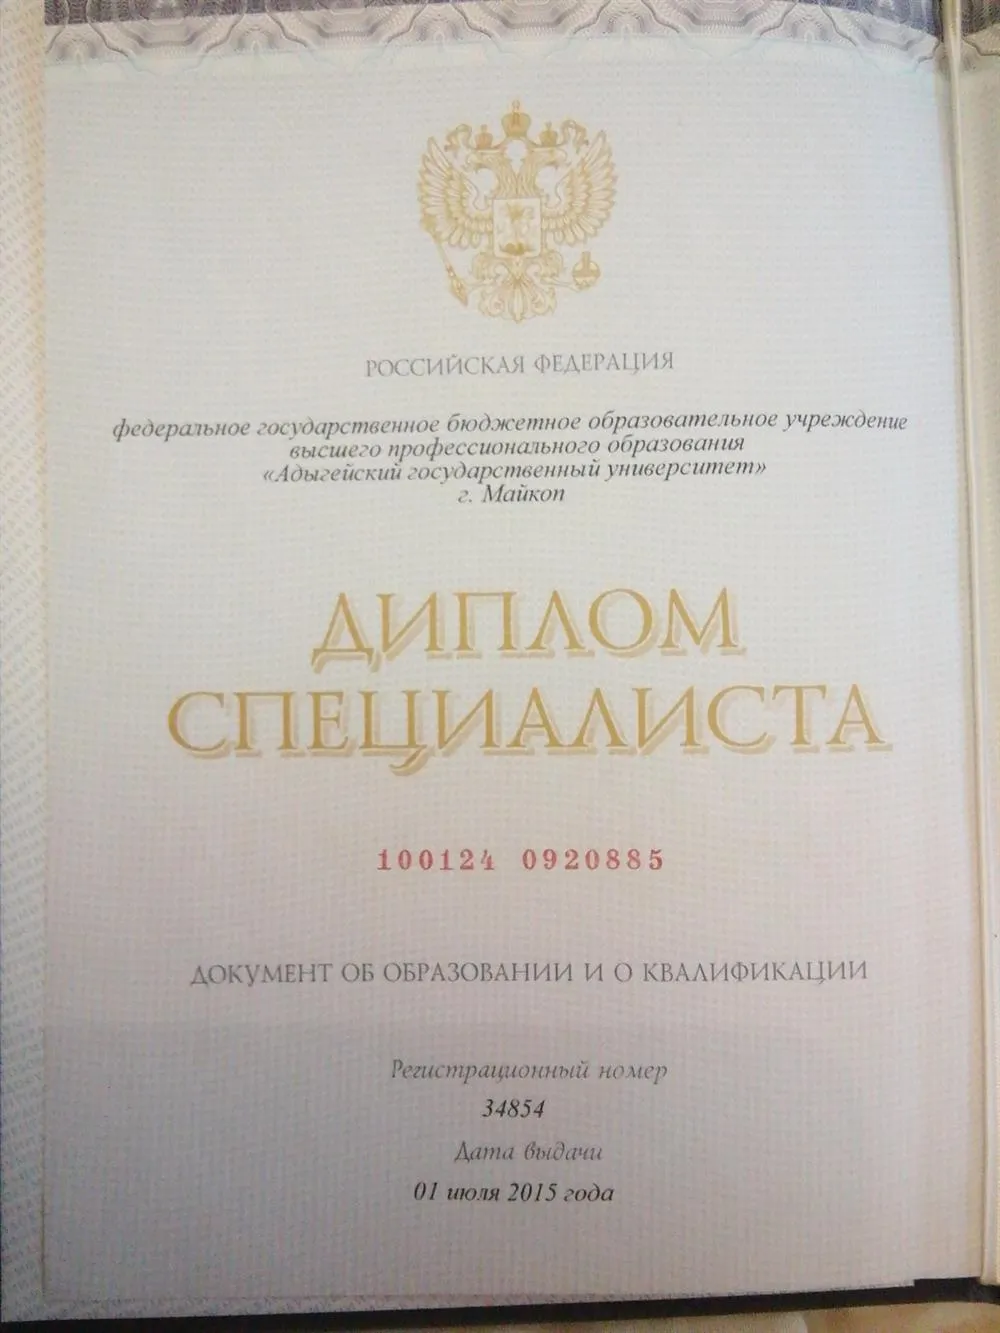 РОССИЙСКАЯ ФЕДЕРАЦИЯ
федеральное государственное бюджетное образовательное учреждение
высшего профессионального образования
«Адыгейский государственный университет»
г. Майкоп
ДИПЛОМ
СПЕЦИАЛИСТА
100124 0920885
ДОКУМЕНТ ОБ ОБРАЗОВАНИИ И О КВАЛИФИКАЦИИ
Регистрационный номер
34854
Дата выдачи
01 июля 2015 года